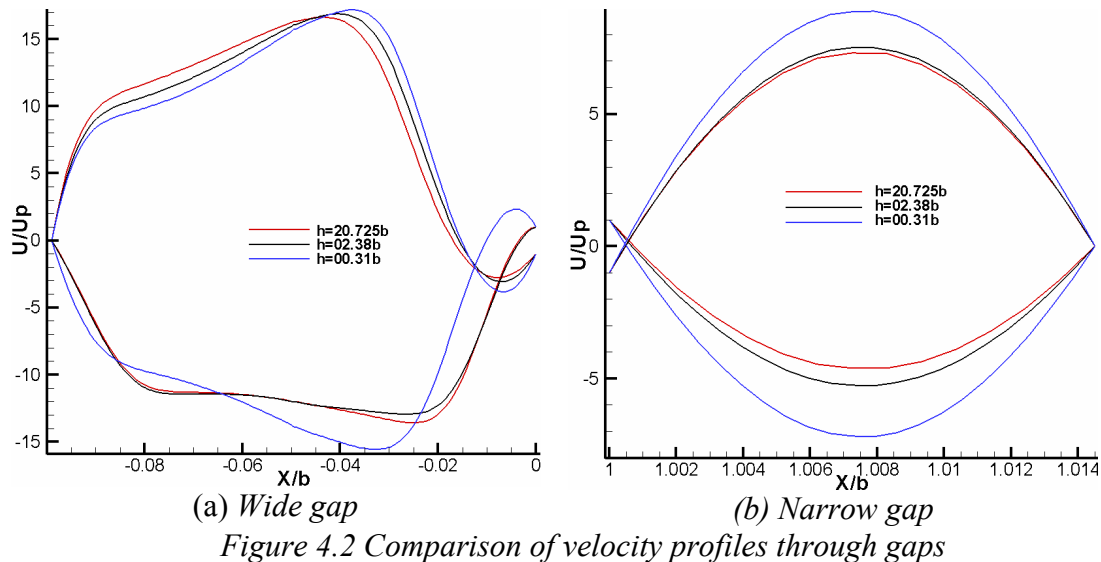 15
10
5
0
-5
-10
-15
U/Up
h=20.725b
h=02.38b
h=00.31b
-0.08
-0.06
-0.04
-0.02
0
X/b
5
0
-5
U/Up
h=20.725b
h=02.38b
h=00.31b
1
1.002
1.004
1.006
1.008
1.01
1.012
1.014
X/b
(a) Wide gap
(b) Narrow gap
Figure 4.2 Comparison of velocity profiles through gaps